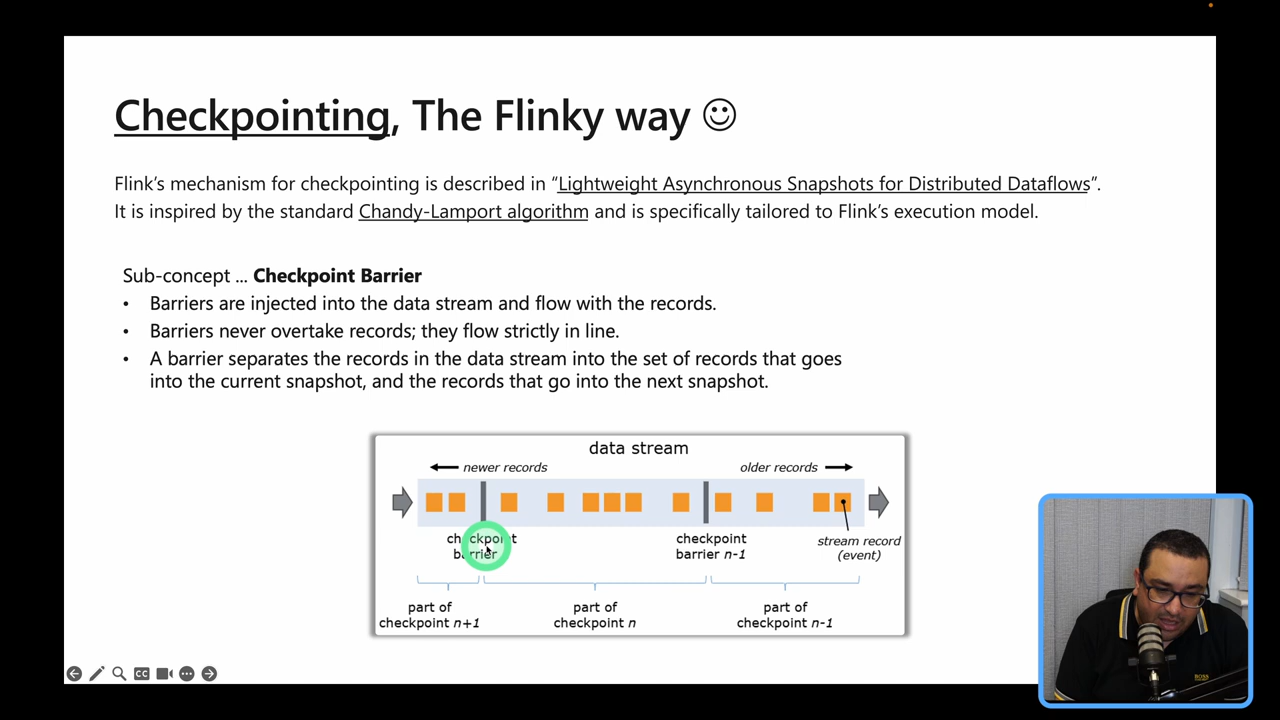 Checkpointing, The Flinky way ☺
Flink’s mechanism for checkpointing is described in “Lightweight Asynchronous Snapshots for Distributed Dataflows”.
It is inspired by the standard Chandy-Lamport algorithm and is specifically tailored to Flink’s execution model.
Sub-concept ... Checkpoint Barrier
• Barriers are injected into the data stream and flow with the records.
• Barriers never overtake records; they flow strictly in line.
• A barrier separates the records in the data stream into the set of records that goes
into the current snapshot, and the records that go into the next snapshot.
data stream
newer records
older records
checkpoint
barrier
checkpoint
barrier n-1
stream record
(event)
part of
checkpoint n+1
part of
checkpoint n
part of
checkpoint n-1
CC
BOSS